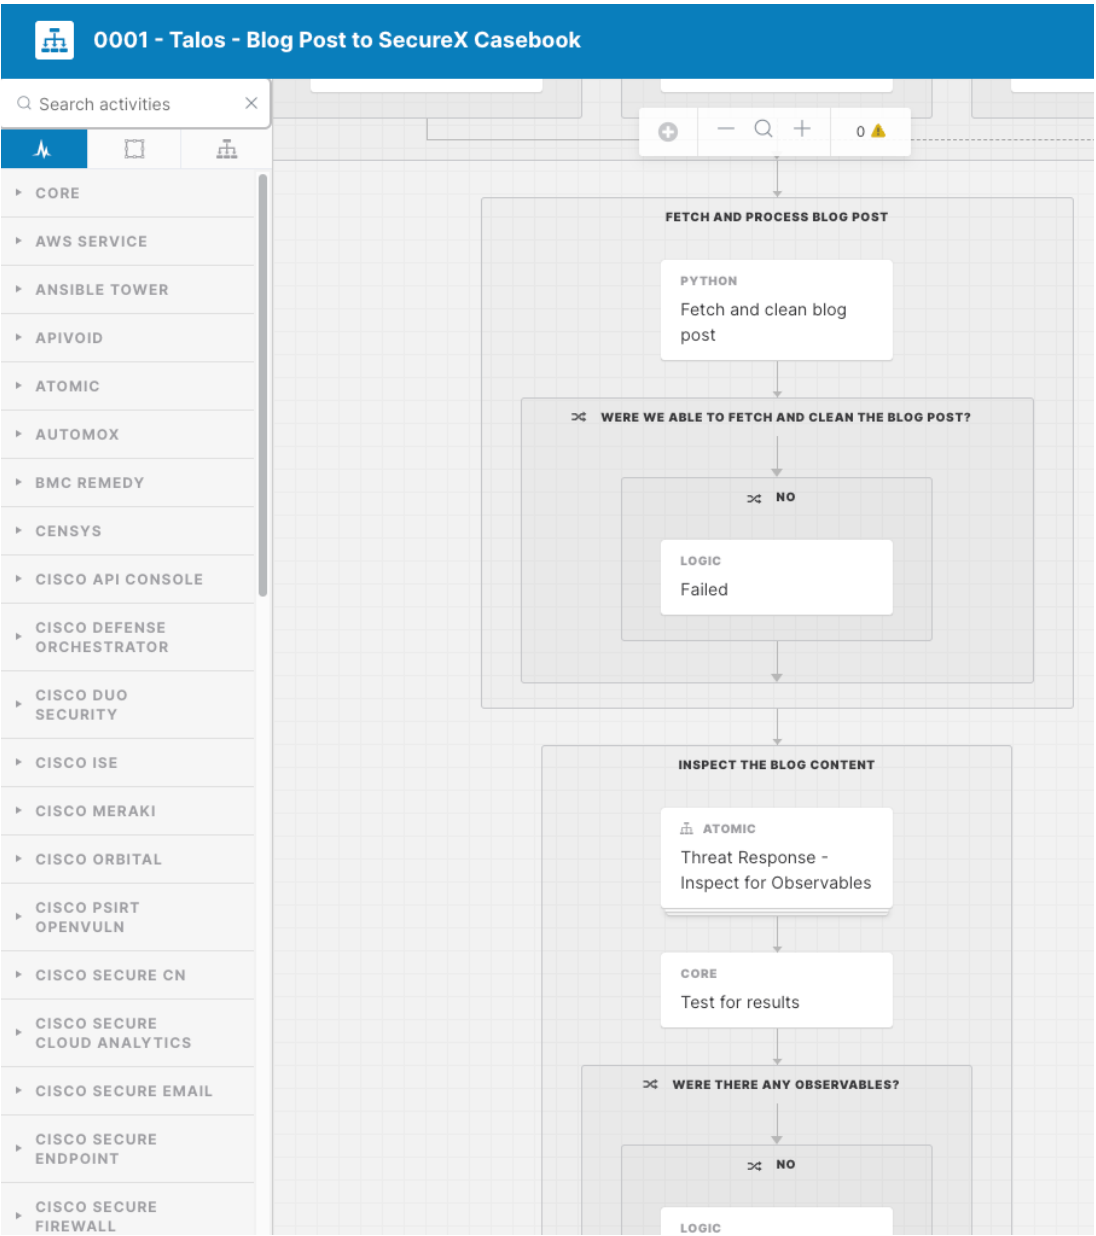 0001 - Talos - Blog Post to SecureX Casebook
Search activities
0
CORE
AWS SERVICE
ANSIBLE TOWER
APIVOID
ATOMIC
AUTOMOX
BMC REMEDY
CENSYS
CISCO API CONSOLE
CISCO DEFENSE
ORCHESTRATOR
CISCO DUO
SECURITY
CISCO ISE
CISCO MERAKI
CISCO ORBITAL
CISCO PSIRT
OPENVULN
CISCO SECURE CN
CISCO SECURE
CLOUD ANALYTICS
CISCO SECURE EMAIL
CISCO SECURE
ENDPOINT
CISCO SECURE
FIREWALL
FETCH AND PROCESS BLOG POST
PYTHON
Fetch and clean blog
post
WERE WE ABLE TO FETCH AND CLEAN THE BLOG POST?
NO
LOGIC
Failed
INSPECT THE BLOG CONTENT
ATOMIC
Threat Response -
Inspect for Observables
CORE
Test for results
WERE THERE ANY OBSERVABLES?
NO
LOGIC